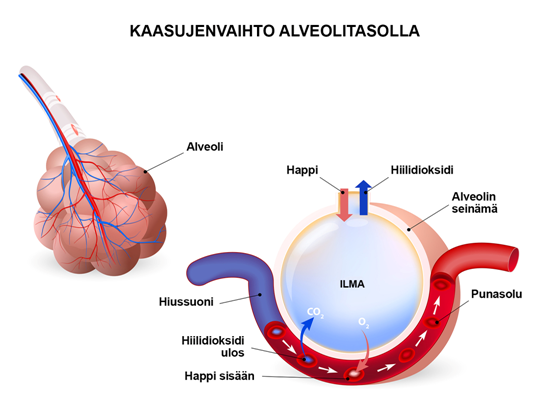 KAASUJENVAIHTO ALVEOLITASOLLA
Alveoli
Happi
Hiilidioksidi
Alveolin
seinämä
ILMA
Punasolu
Hiussuoni
CO₂
O₂
Hiilidioksidi
ulos
Happi sisään